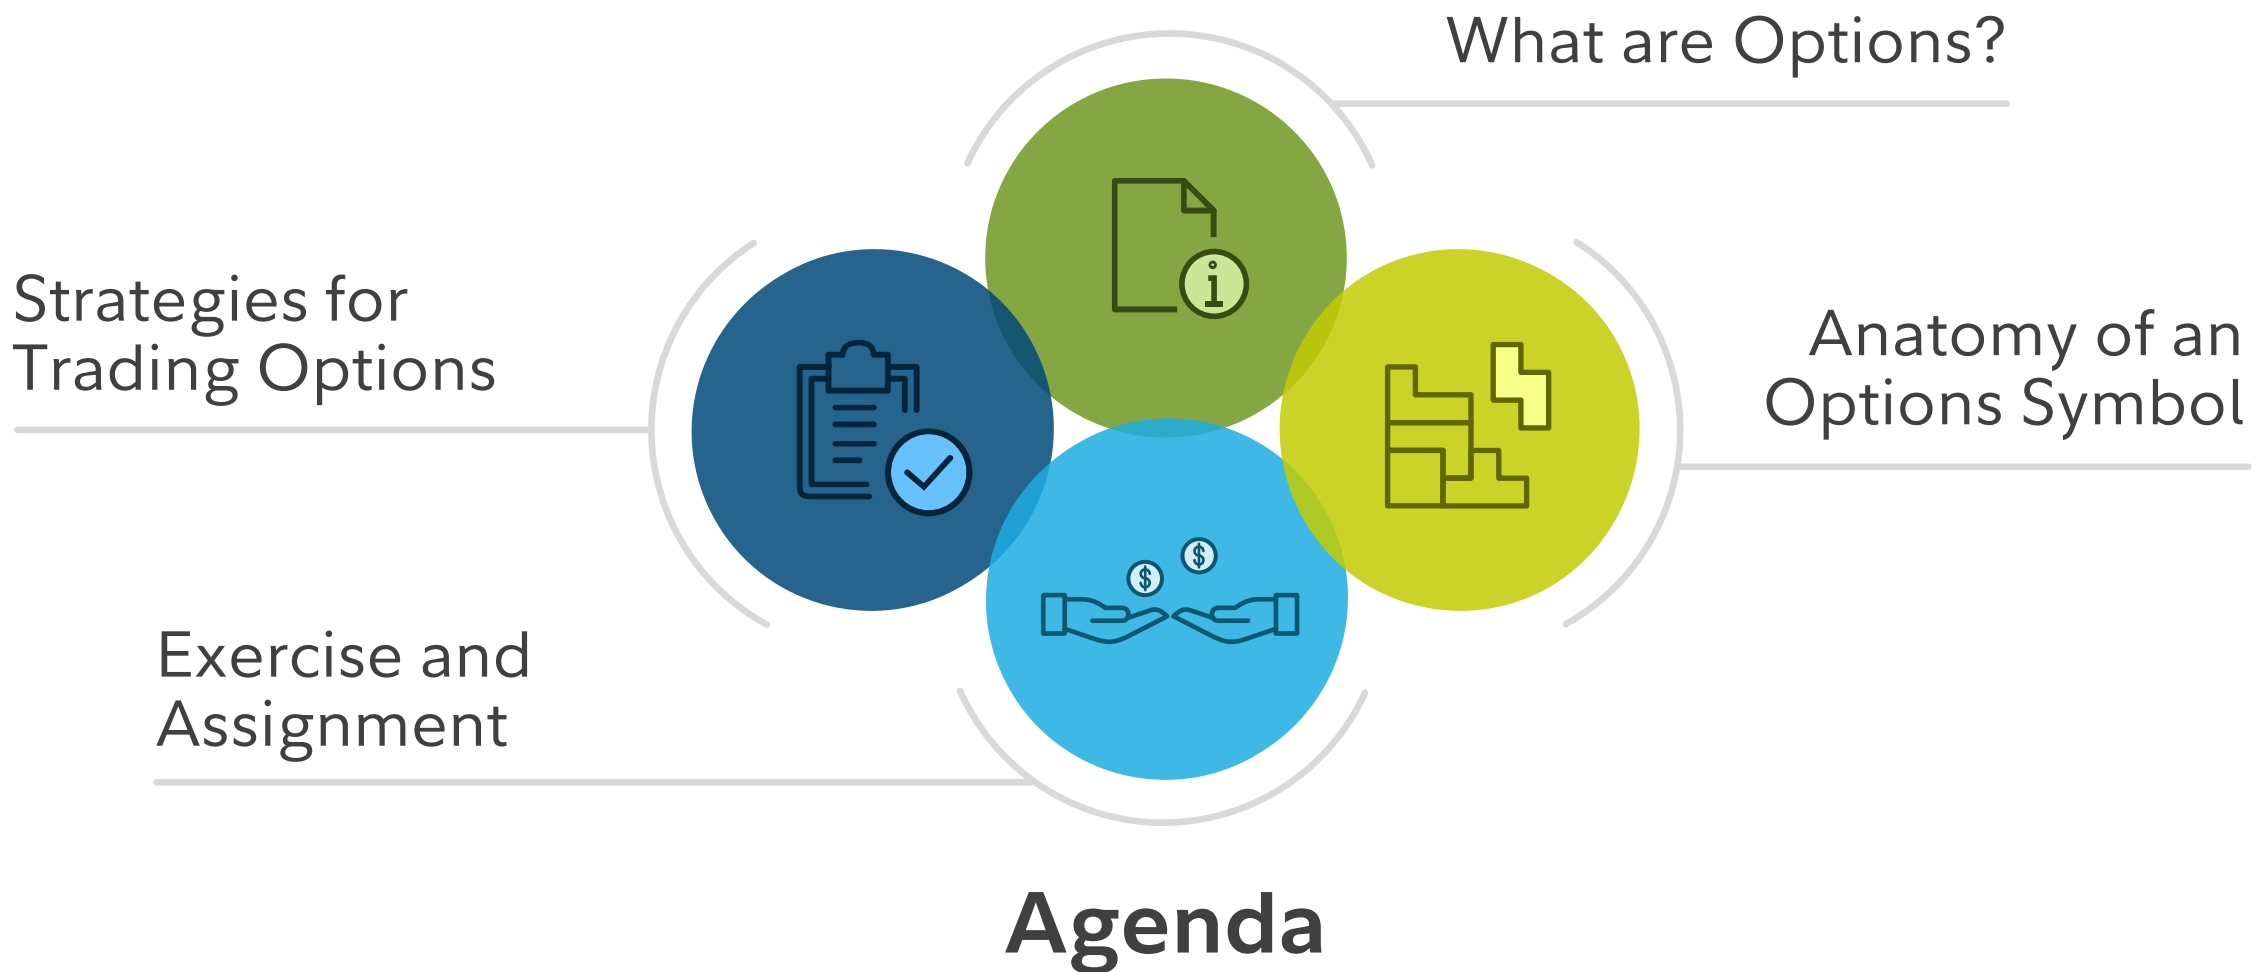 What are Options?
Anatomy of an
Options Symbol
Exercise and
Assignment
Strategies for
Trading Options
Agenda
i
$
$